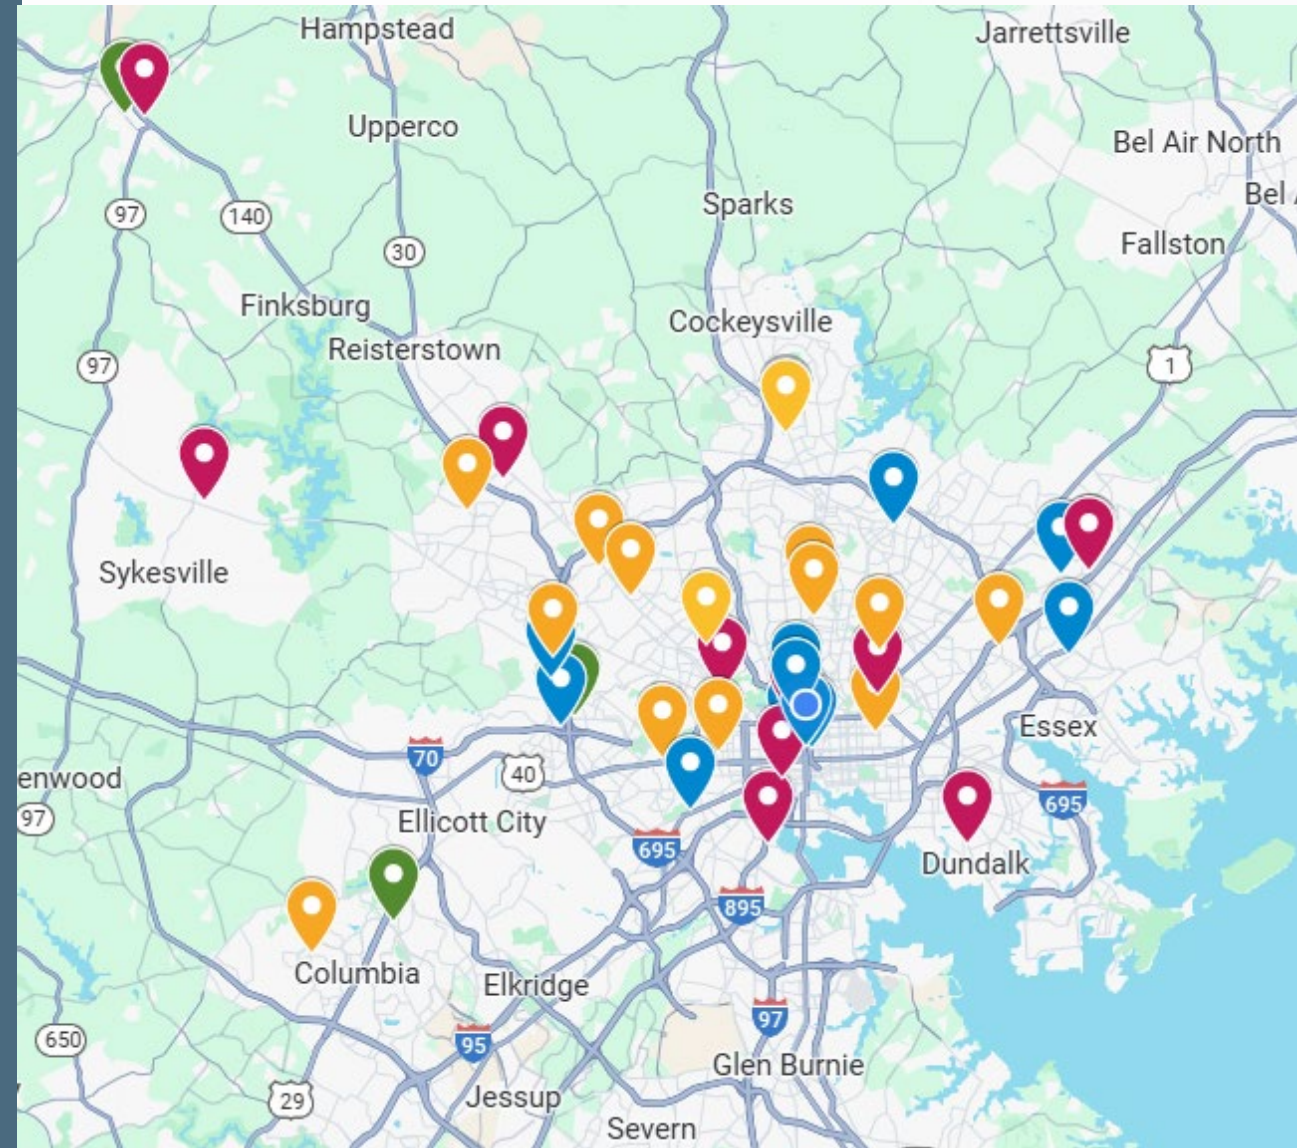 Hampstead
Jarrettsville
Upperco
Bel Air North
Bel
97
140
Sparks
30
Fallston
Finksburg
Cockeysville
Reisterstown
97
1
Sykesville
Essex
70
40
enwood
97
695
Ellicott City
695
Dundalk
895
Columbia
Elkridge
97
650
95
Glen Burnie
29
Jessup
Severn